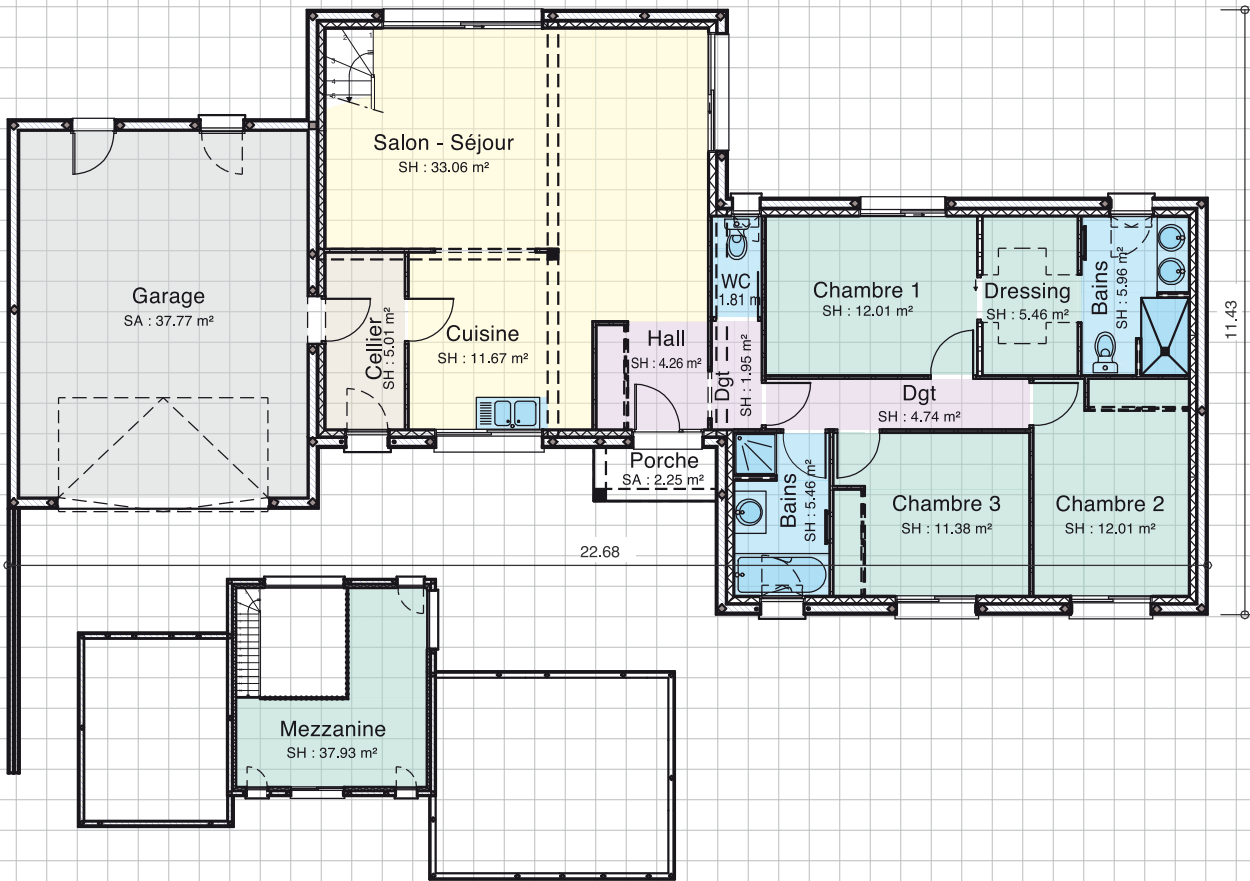 Salon - Séjour
SH : 33.06 m²
Garage
SA : 37.77 m²
Cellier
SH : 5.01 m²
Cuisine
SH : 11.67 m²
Hall
SH : 4.26 m²
WC
1.81 m
Dgt
SH : 1.95 m²
Chambre 1
SH : 12.01 m²
Dressing
SH : 5.46 m²
Bains
SH : 5.96 m²
11.43
Dgt
SH : 4.74 m²
Porche
SA : 2.25 m²
Bains
SH : 5.46 m²
Chambre 3
SH : 11.38 m²
Chambre 2
SH : 12.01 m²
22.68
Mezzanine
SH : 37.93 m²